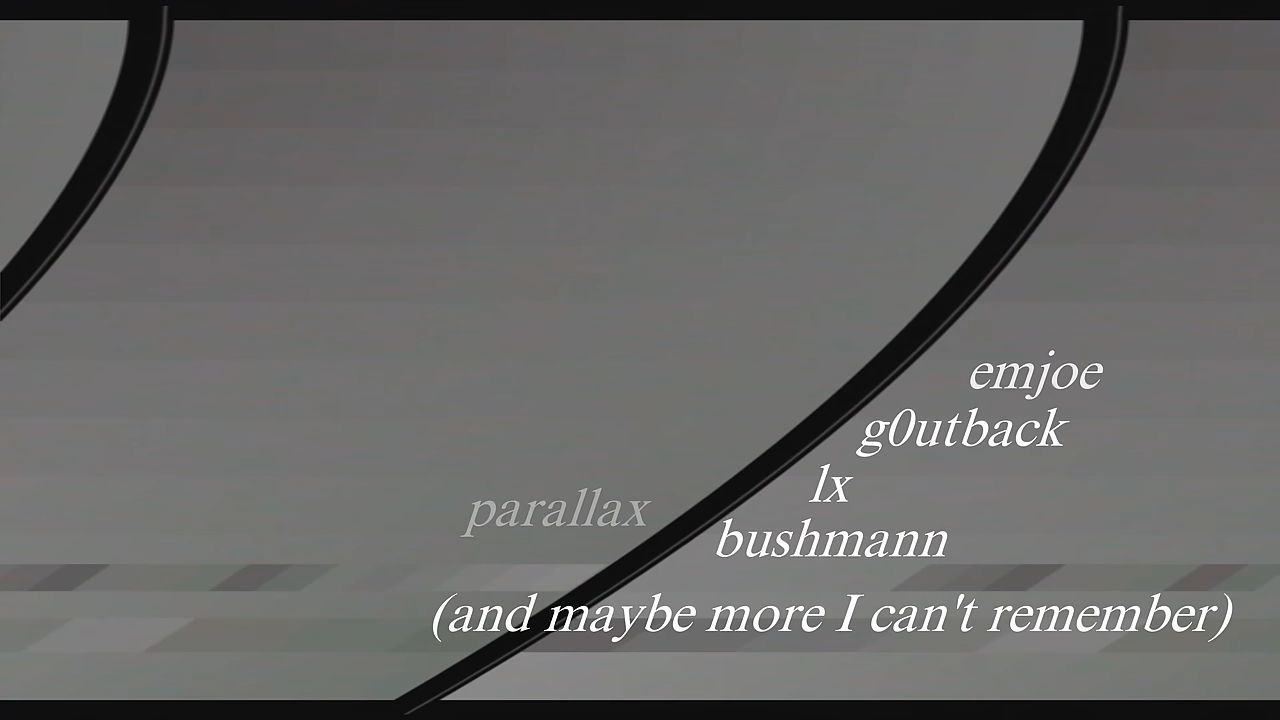 emjoe
g0utback
lx
parallax
bushmann
(and maybe more I can't remember)